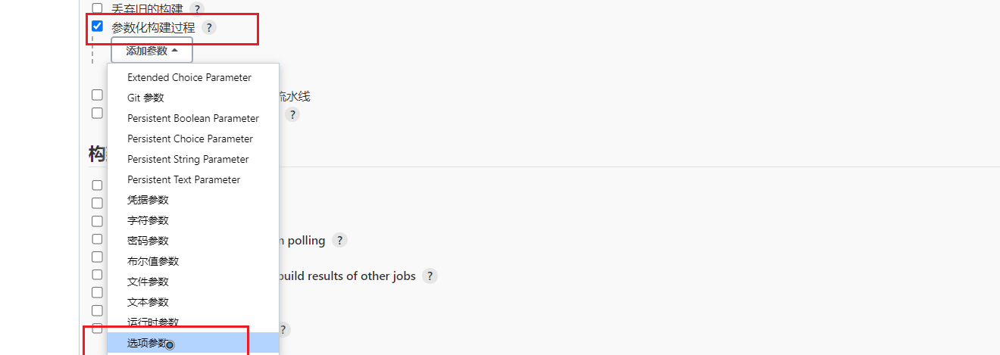 丢弃旧的构建 ?
参数化构建过程 ?
添加参数
Extended Choice Parameter
Git 参数
流水线
Persistent Boolean Parameter
?
Persistent Choice Parameter
构
Persistent String Parameter
Persistent Text Parameter
凭据参数
字符参数
密码参数
polling ?
布尔值参数
build results of other jobs ?
文件参数
文本参数
运行时参数
?
选项参数